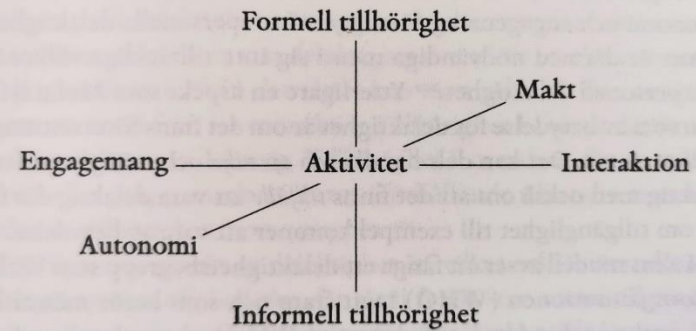 Formell tillhörighet
Makt
Engagemang Aktivitet Interaktion
Autonomi
Informell tillhörighet